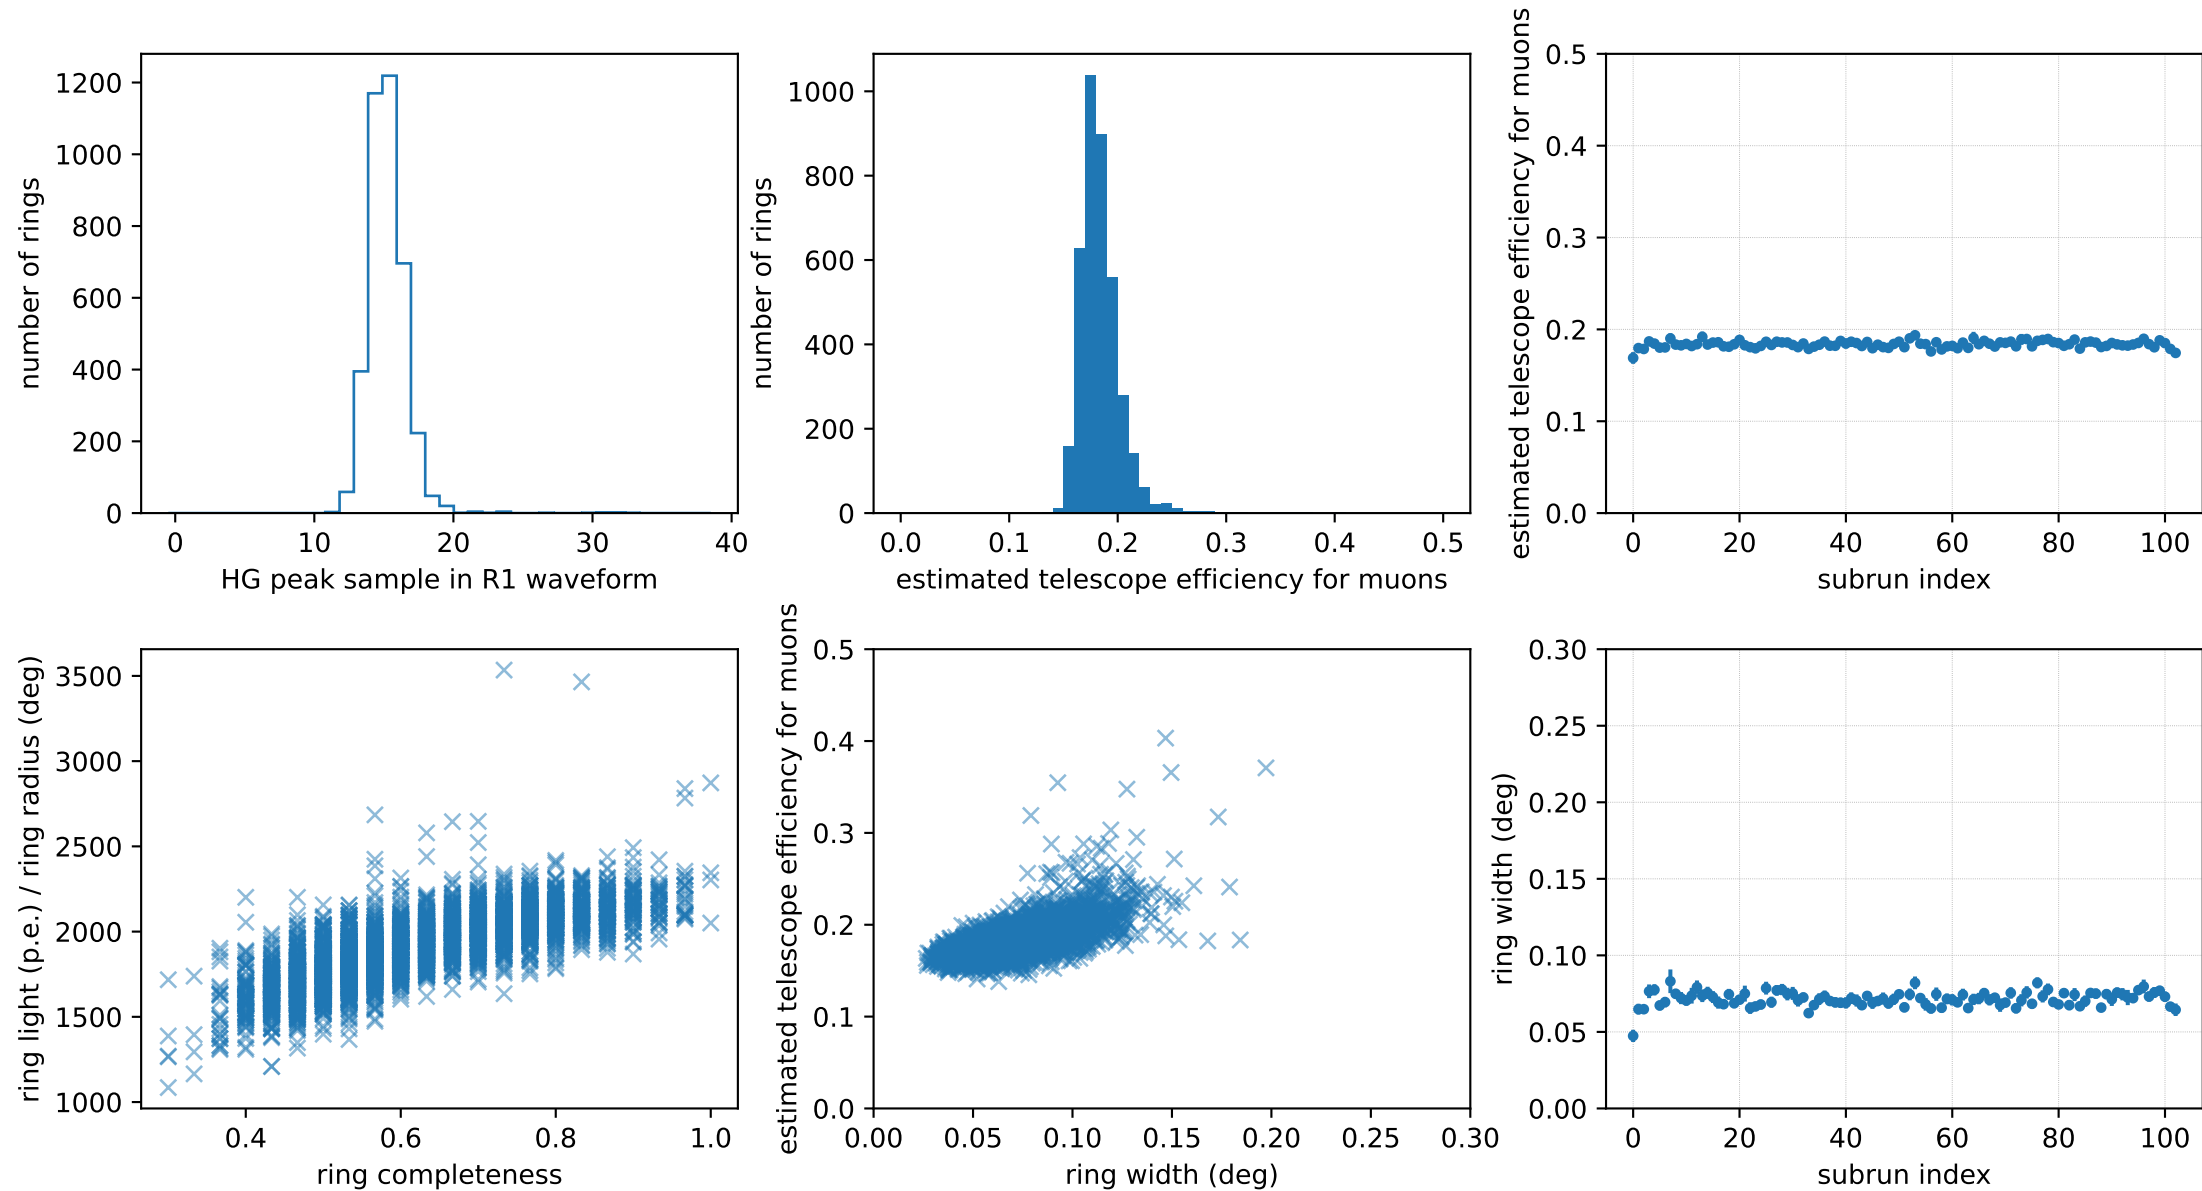 number of rings
1200
1000
800
600
400
200
0
0 10 20 30 40
HG peak sample in R1 waveform
number of rings
1000
800
600
400
200
0
0.0 0.1 0.2 0.3 0.4 0.5
estimated telescope efficiency for muons
estimated telescope efficiency for muons
0.5
0.4
0.3
0.2
0.1
0.0
0 20 40 60 80 100
subrun index
ring light (p.e.) / ring radius (deg)
3500
3000
2500
2000
1500
1000
0.4 0.6 0.8 1.0
ring completeness
estimated telescope efficiency for muons
0.5
0.4
0.3
0.2
0.1
0.0
0.00 0.05 0.10 0.15 0.20 0.25 0.30
ring width (deg)
ring width (deg)
0.30
0.25
0.20
0.15
0.10
0.05
0.00
0 20 40 60 80 100
subrun index